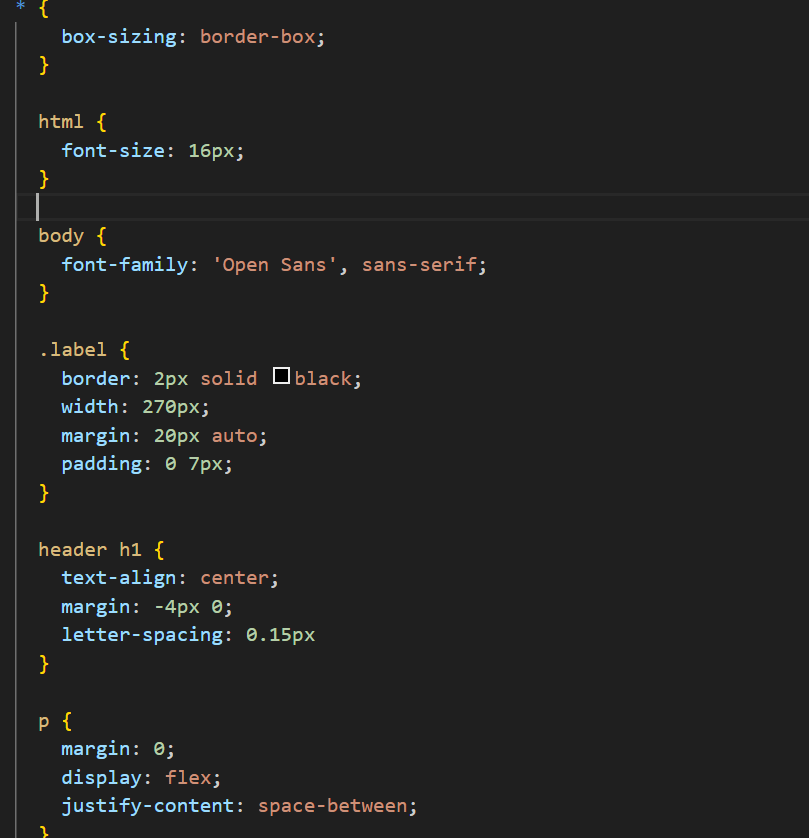 * {
  box-sizing: border-box;
}

html {
  font-size: 16px;
}

body {
  font-family: 'Open Sans', sans-serif;
}

.label {
  border: 2px solid black;
  width: 270px;
  margin: 20px auto;
  padding: 0 7px;
}

header h1 {
  text-align: center;
  margin: -4px 0;
  letter-spacing: 0.15px
}

p {
  margin: 0;
  display: flex;
  justify-content: space-between;
}